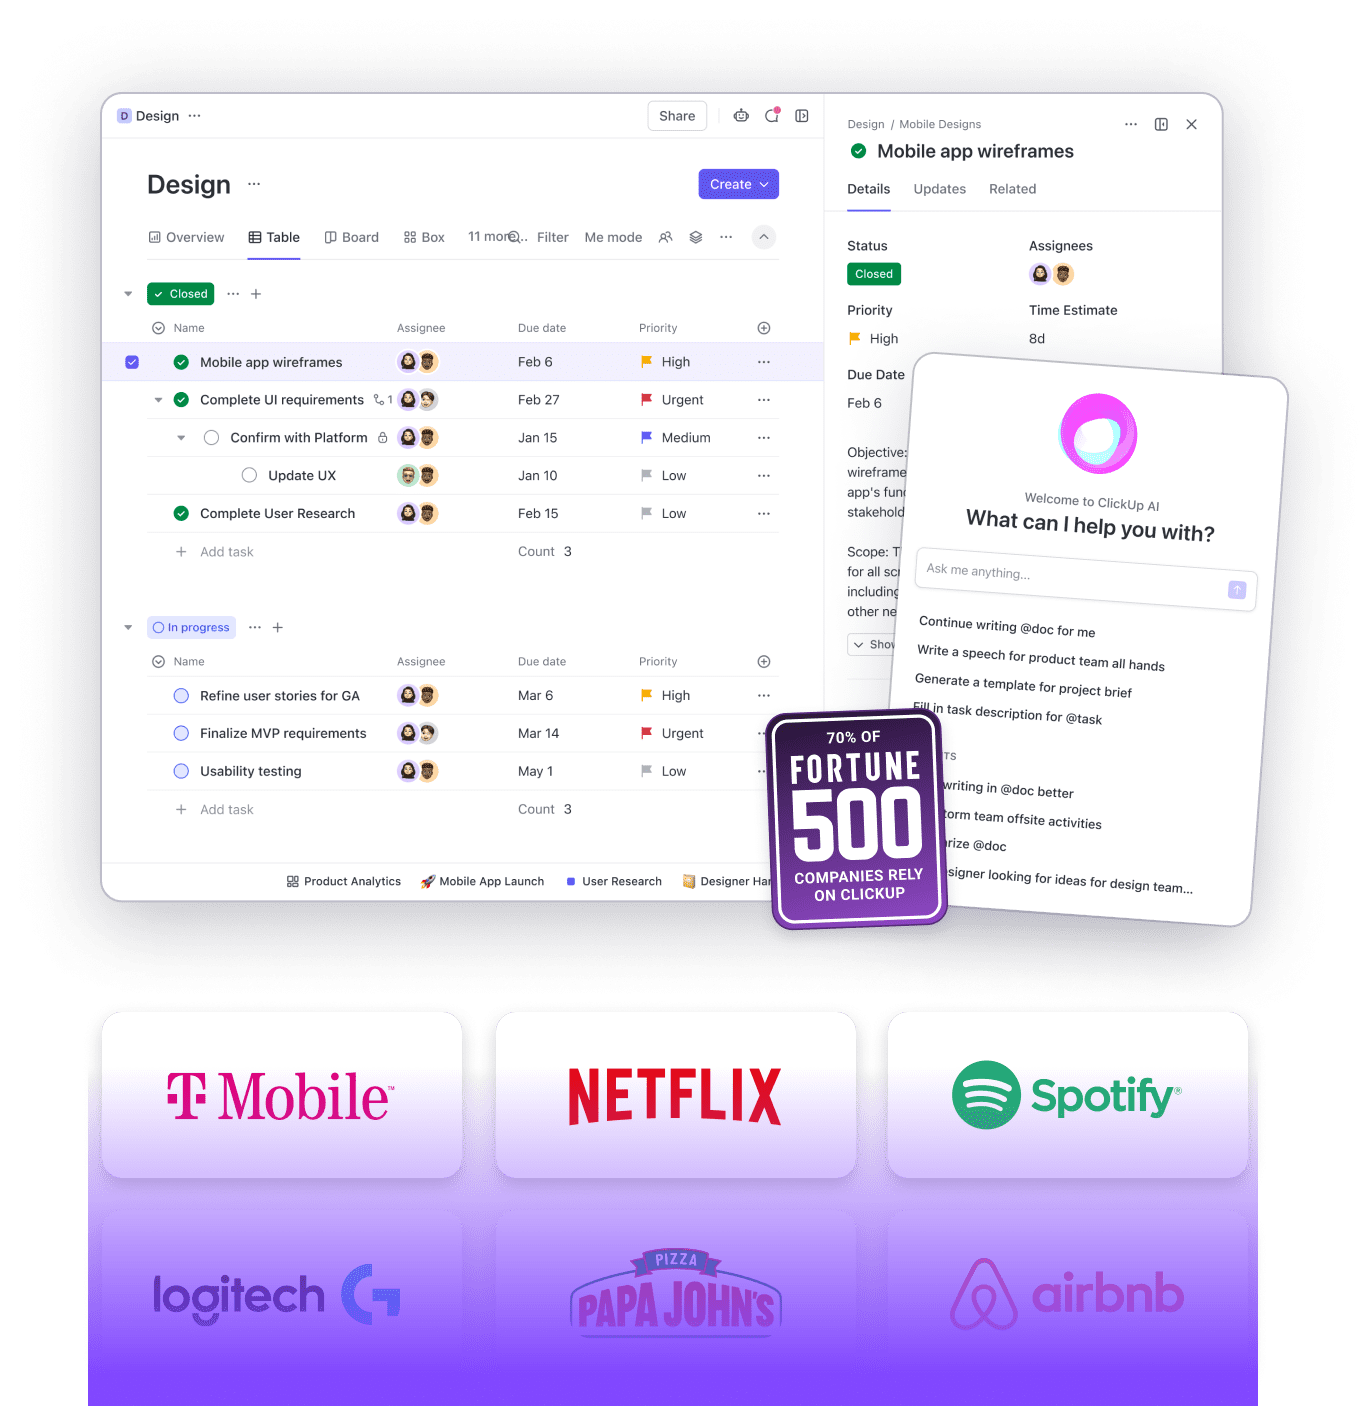 D Design
Share
Design
Create
Overview Table Board Box 11 more... Filter Me mode
Closed
Name Assignee Due date Priority
Mobile app wireframes Feb 6 High
Complete UI requirements 1 Feb 27 Urgent
Confirm with Platform Jan 15 Medium
Update UX Jan 10 Low
Complete User Research Feb 15 Low
Add task Count 3
In progress
Name Assignee Due date Priority
Refine user stories for GA Mar 6 High
Finalize MVP requirements Mar 14 Urgent
Usability testing May 1 Low
Add task Count 3
Product Analytics Mobile App Launch User Research Designer Han
Design / Mobile Designs
Mobile app wireframes
Details Updates Related
Status Assignees
Closed
Priority Time Estimate
High 8d
Due Date
Feb 6
Objective:
wireframe
app's fun
stakehold
Scope: T
for all scr
including
other ne
Show
Welcome to ClickUp AI
What can I help you with?
Ask me anything...
Continue writing @doc for me
Write a speech for product team all hands
Generate a template for project brief
Fill in task description for @task
TS
writing in @doc better
torm team offsite activities
arize @doc
esigner looking for ideas for design team...
70% OF
FORTUNE
500
COMPANIES RELY
ON CLICKUP
T Mobile™
NETFLIX
Spotify®
logitech G
PIZZA
PAPA JOHN'S
airbnb